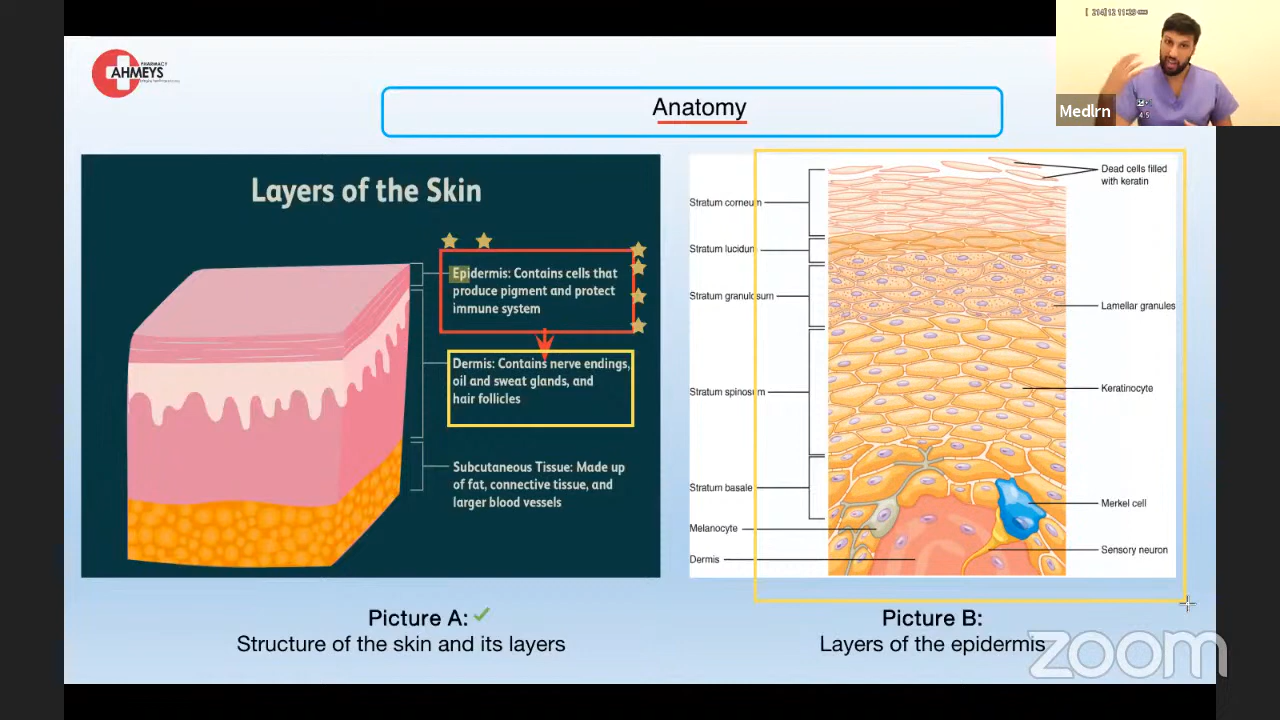 PHARMACY
AHMEYS
Anatomy
Medlrn
Layers of the Skin
Epidermis: Contains cells that
produce pigment and protect
immune system
Dermis: Contains nerve endings,
oil and sweat glands, and
hair follicles
Subcutaneous Tissue: Made up
of fat, connective tissue, and
larger blood vessels
Stratum corneum
Stratum lucidum
Stratum granulosum
Stratum spinosum
Stratum basale
Melanocyte
Dermis
Dead cells filled
with keratin
Lamellar granules
Keratinocyte
Merkel cell
Sensory neuron
Picture A:
Structure of the skin and its layers
Picture B:
Layers of the epidermis
zoom